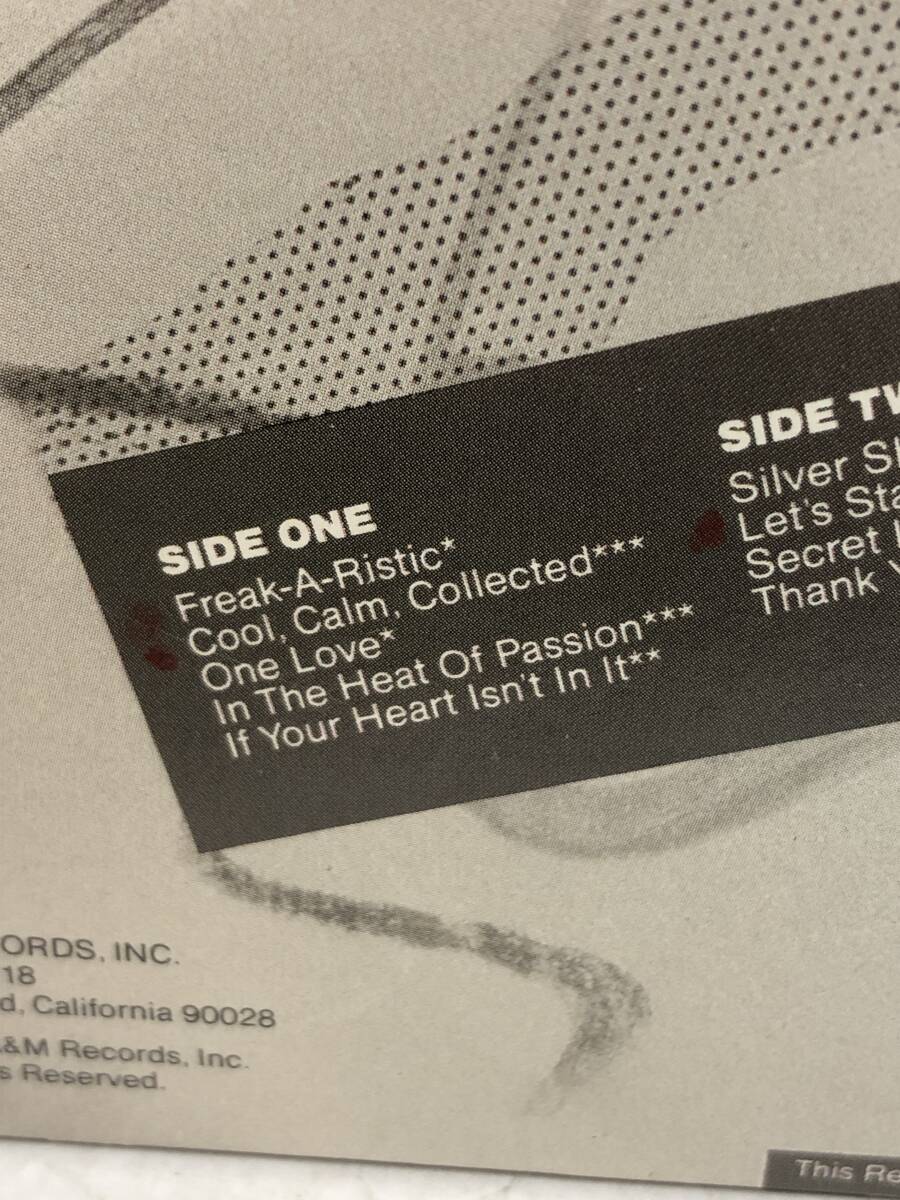 SIDE ONE
Freak-A-Ristic*
Cool, Calm, Collected***
One Love*
In The Heat Of Passion***
If Your Heart Isn't In It**
SIDE TW
Silver
Let's
Secret
Thank
ORDS, INC.
18
d, California 90028
&M Records, Inc.
s Reserved.
This Re